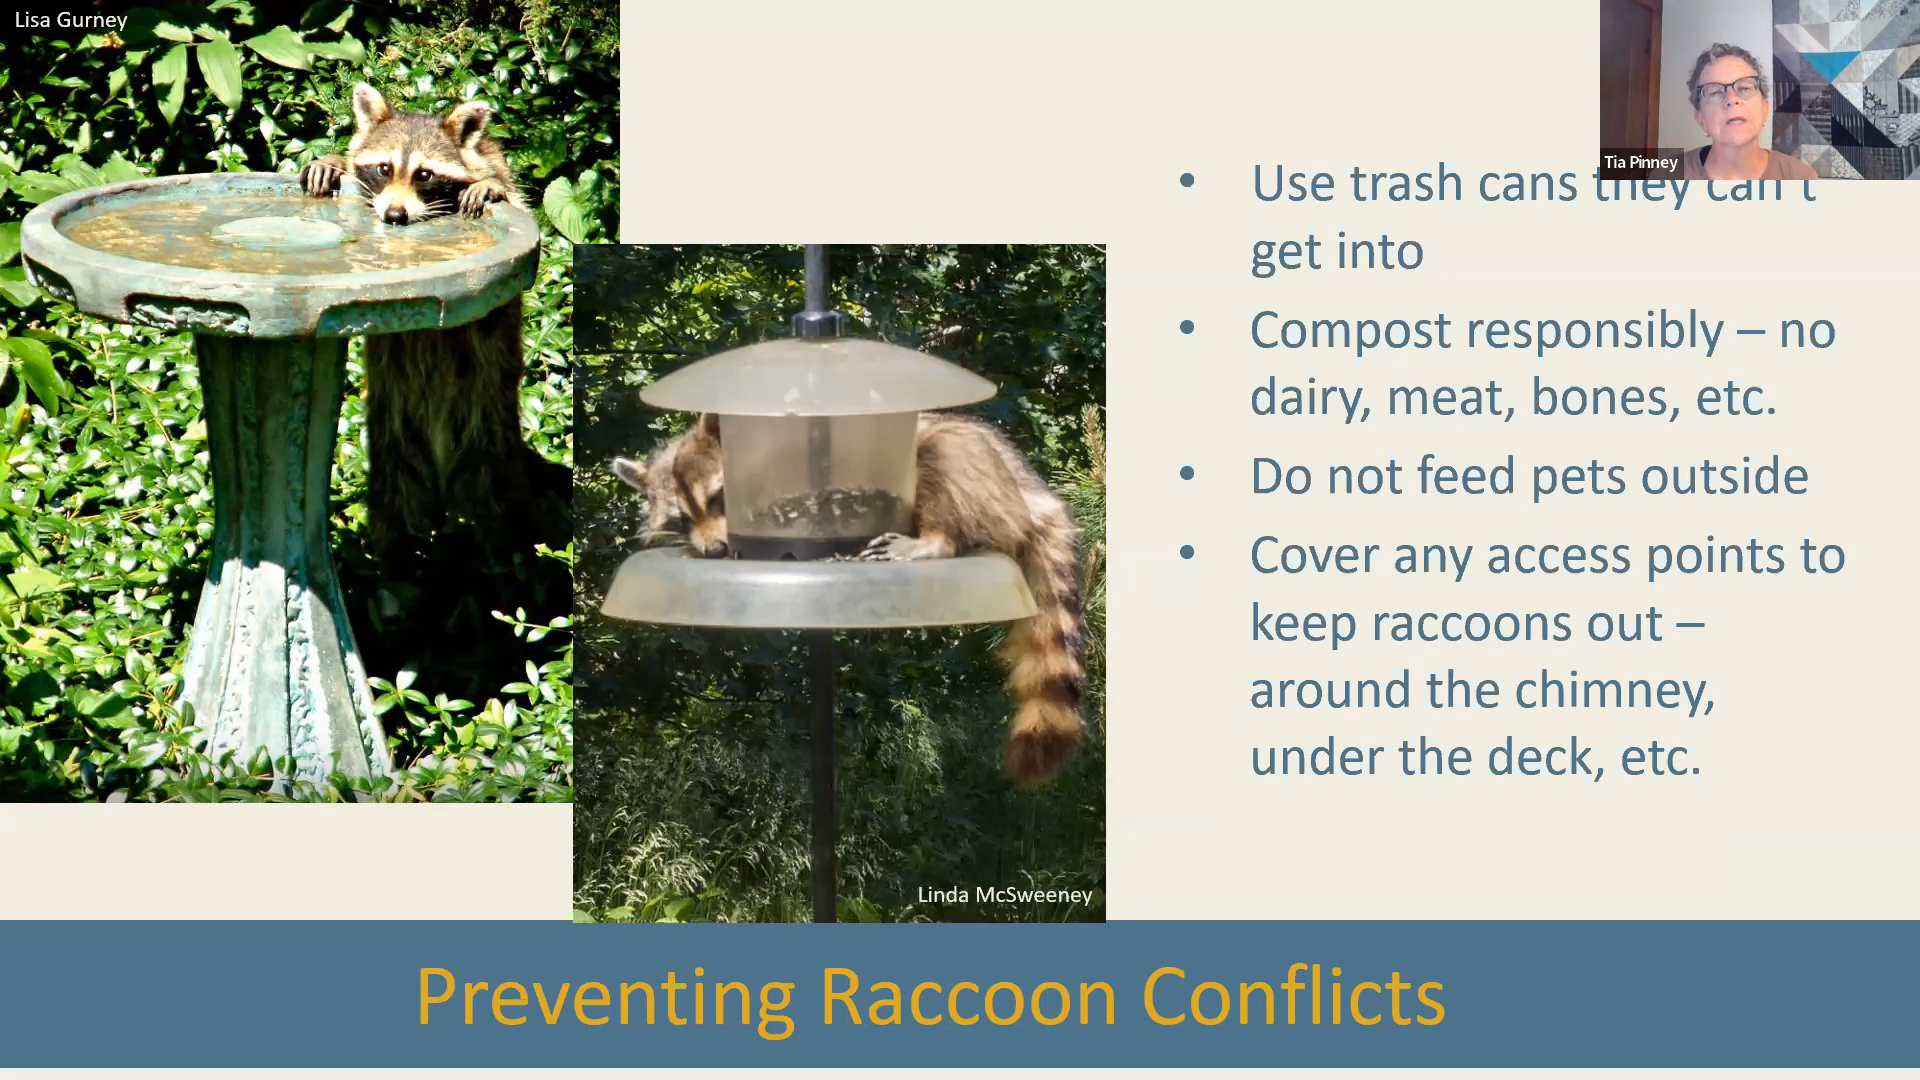 Lisa Gurney
Tia Pinney
• Use trash cans they can't
get into
• Compost responsibly – no
dairy, meat, bones, etc.
• Do not feed pets outside
• Cover any access points to
keep raccoons out –
around the chimney,
under the deck, etc.
Linda McSweeney
Preventing Raccoon Conflicts